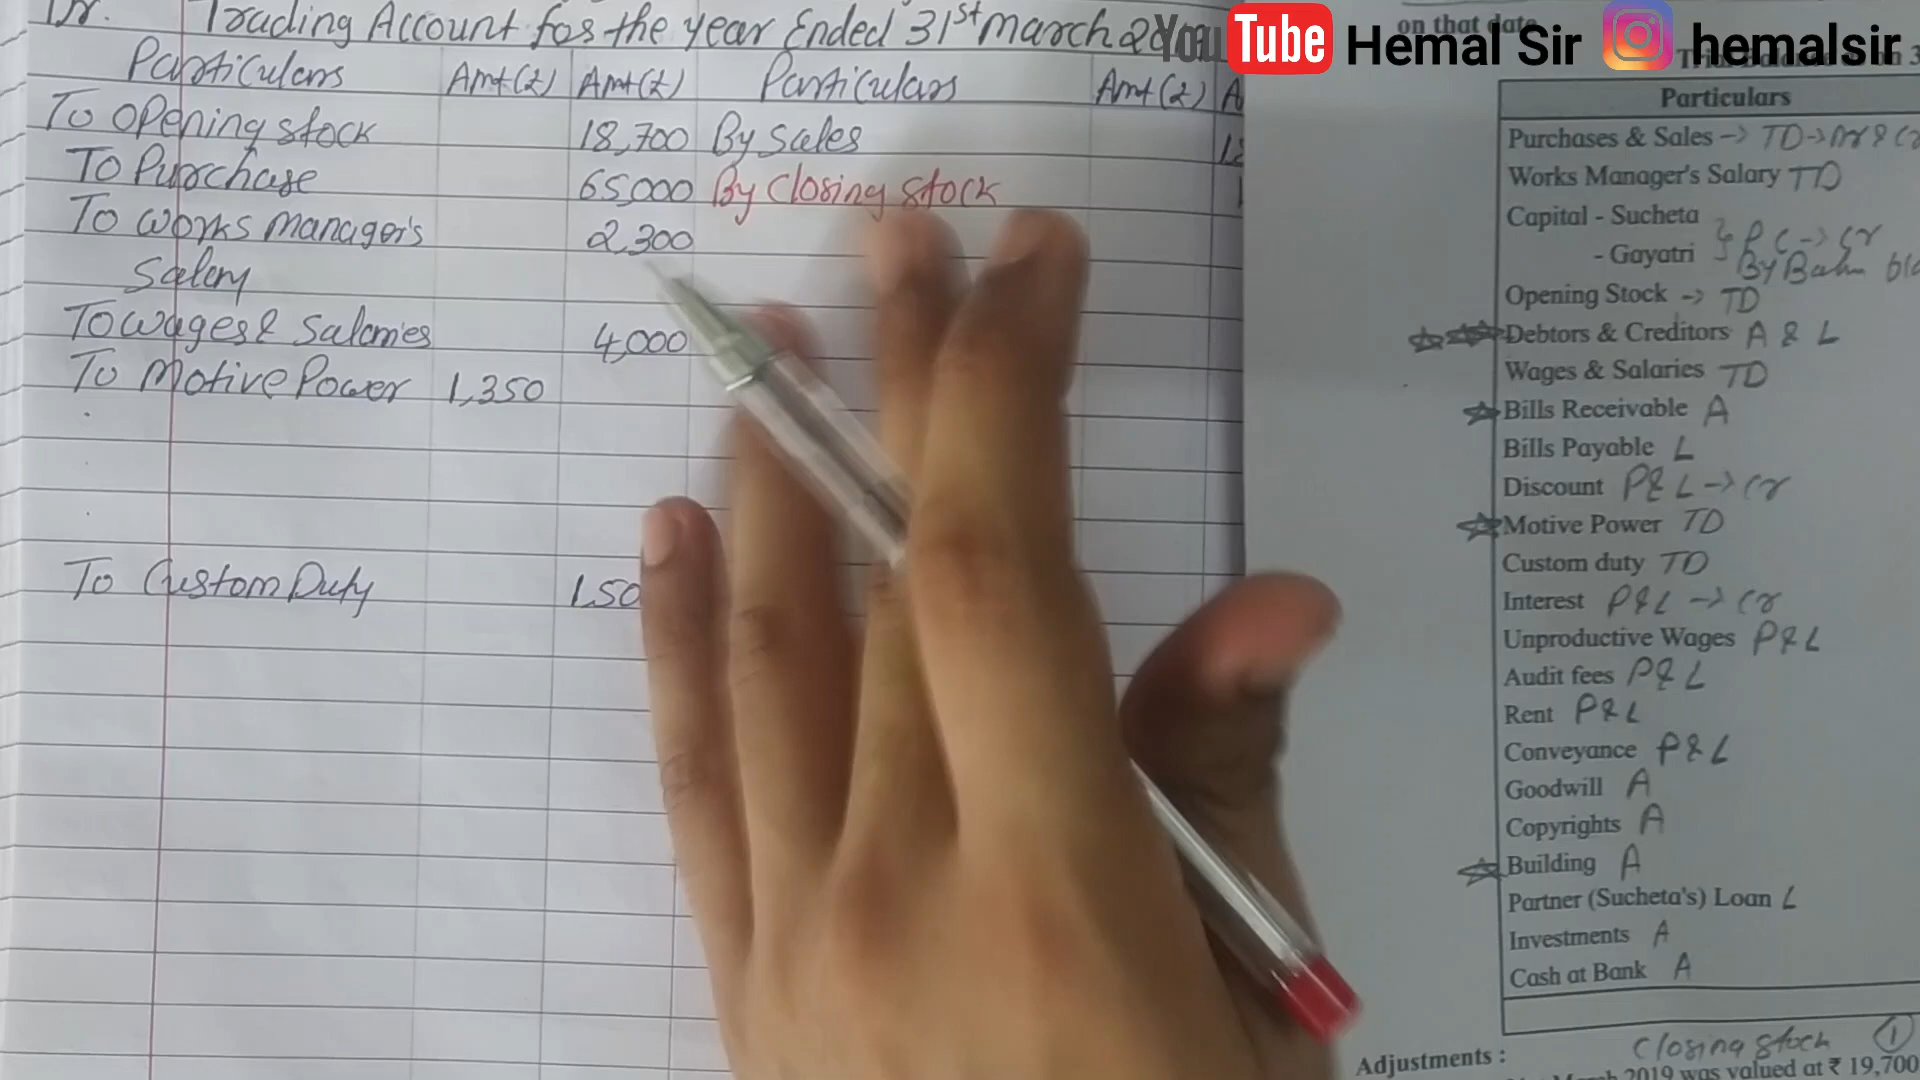 Dr.
Trading Account for the year Ended 31st March
Particulars Amt(₹) Amt(₹) Particulars Amt(₹)
To Opening stock 18,700 By Sales
To Purchase 65,000 By Closing Stock
To Works Manager's 2,300
Salary
To wages & Salaries 4,000
To Motive Power 1,350
To Custom Duty
YouTube Hemal Sir hemalsir
on that date
Particulars
Purchases & Sales → TD → Dr & Cr
Works Manager's Salary TD
Capital - Sucheta
- Gayatri } P.C → Cr
By Balan b/d
Opening Stock → TD
Debtors & Creditors A & L
Wages & Salaries TD
Bills Receivable A
Bills Payable L
Discount P&L → Cr
Motive Power TD
Custom duty TD
Interest P&L → Cr
Unproductive Wages P&L
Audit fees P&L
Rent P&L
Conveyance P&L
Goodwill A
Copyrights A
Building A
Partner (Sucheta's) Loan L
Investments A
Cash at Bank A
Closing stock 1
Adjustments :
2019 was valued at ₹ 19,700